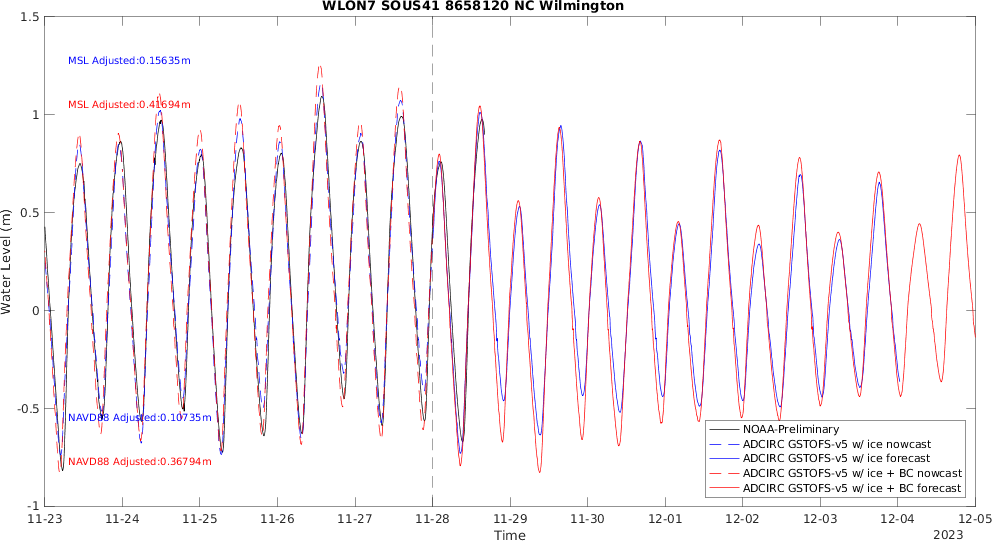 WLON7 SOUS41 8658120 NC Wilmington
1.5
1
0.5
0
-0.5
-1
Water Level (m)
MSL Adjusted:0.15635m
MSL Adjusted:0.41694m
NAVD88 Adjusted:0.10735m
NAVD88 Adjusted:0.36794m
NOAA-Preliminary
ADCIRC GSTOFS-v5 w/ ice nowcast
ADCIRC GSTOFS-v5 w/ ice forecast
ADCIRC GSTOFS-v5 w/ ice + BC nowcast
ADCIRC GSTOFS-v5 w/ ice + BC forecast
11-23 11-24 11-25 11-26 11-27 11-28 11-29 11-30 12-01 12-02 12-03 12-04 12-05
Time
2023